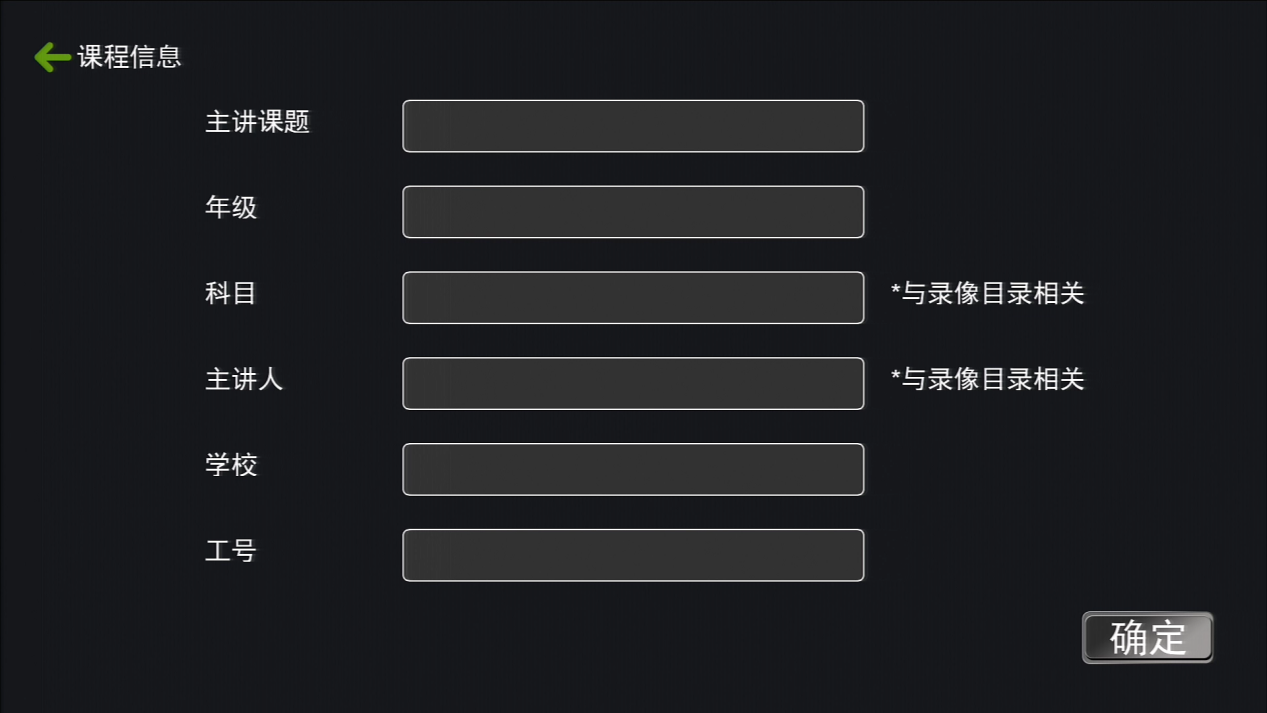 课程信息
主讲课题
年级
科目 *与录像目录相关
主讲人 *与录像目录相关
学校
工号
确定